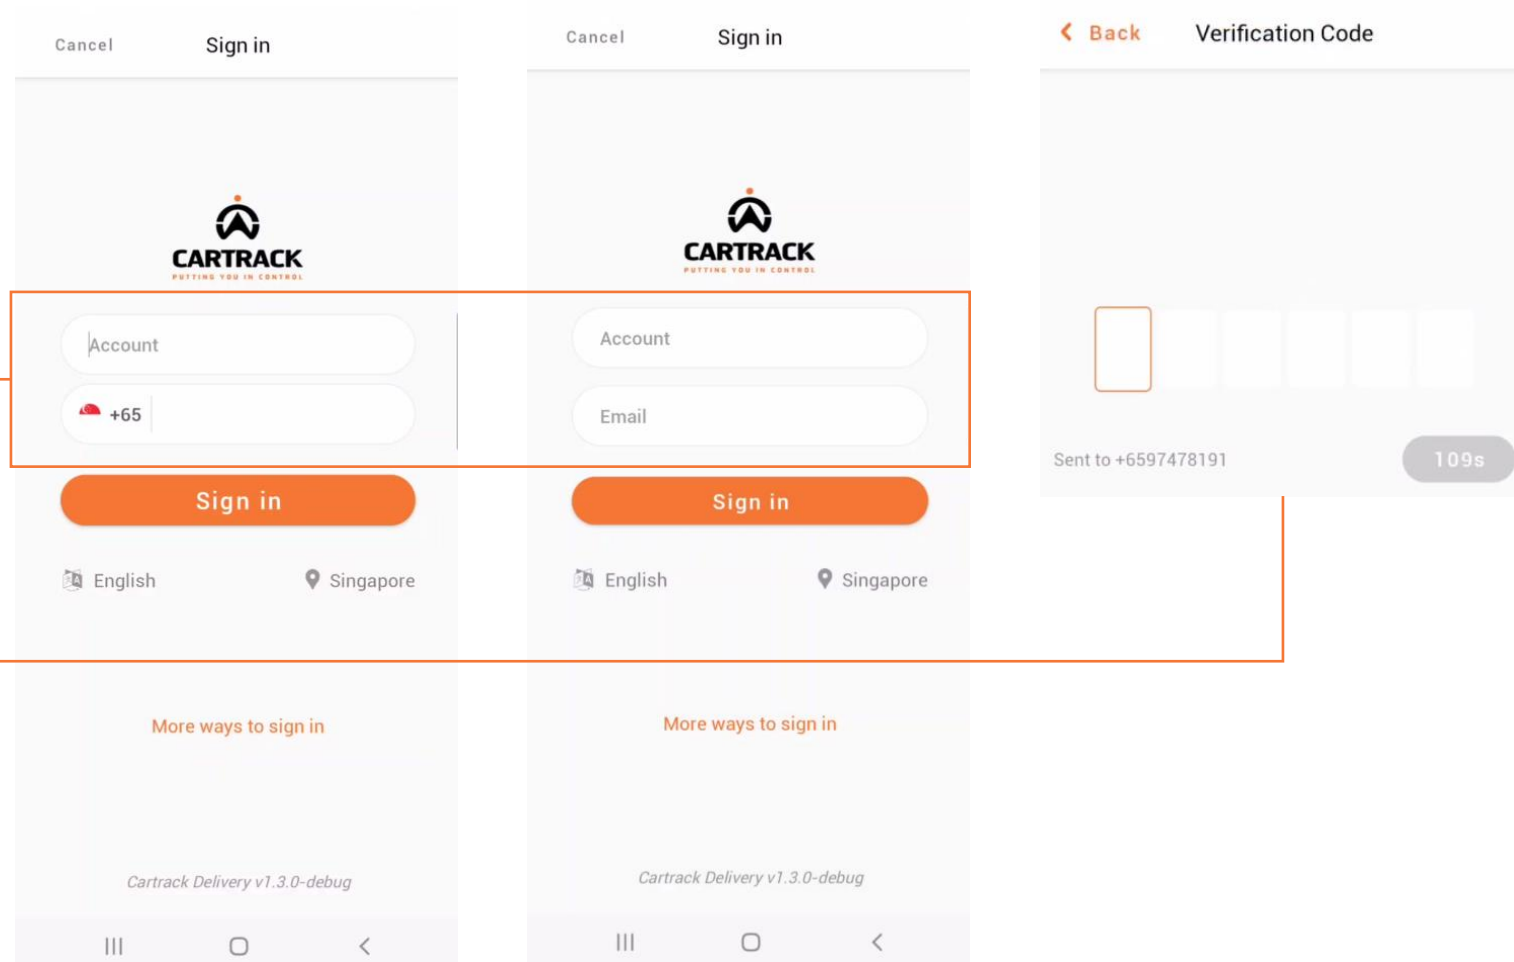 Cancel Sign in
CARTRACK
PUTTING YOU IN CONTROL
Account
+65
Sign in
English Singapore
More ways to sign in
Cartrack Delivery v1.3.0-debug
Cancel Sign in
CARTRACK
PUTTING YOU IN CONTROL
Account
Email
Sign in
English Singapore
More ways to sign in
Cartrack Delivery v1.3.0-debug
Back Verification Code
Sent to +6597478191 109s